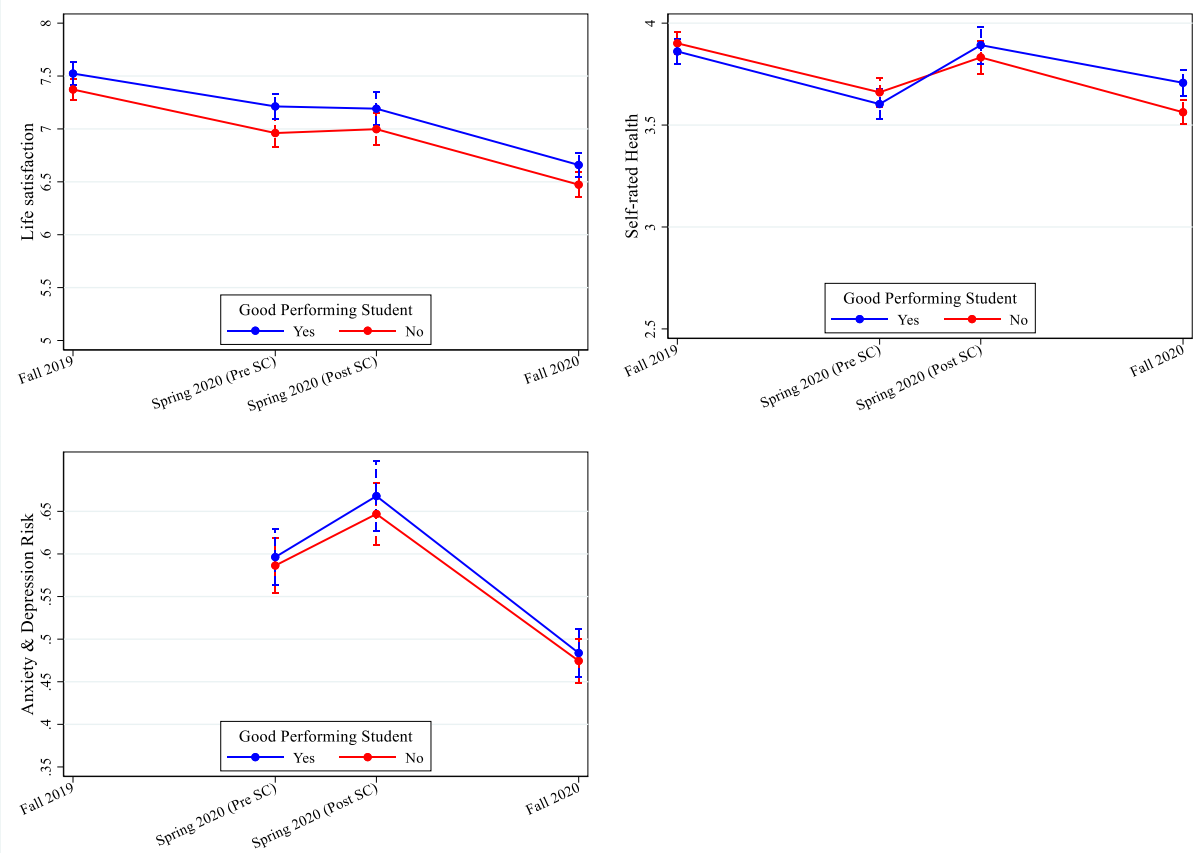 Life satisfaction
8
7.5
7
6.5
6
5.5
5
Good Performing Student
Yes No
Fall 2019
Spring 2020 (Pre SC)
Spring 2020 (Post SC)
Fall 2020
Self-rated Health
4
3.5
3
2.5
Good Performing Student
Yes No
Fall 2019
Spring 2020 (Pre SC)
Spring 2020 (Post SC)
Fall 2020
Anxiety & Depression Risk
.65
.6
.55
.5
.45
.4
.35
Good Performing Student
Yes No
Fall 2019
Spring 2020 (Pre SC)
Spring 2020 (Post SC)
Fall 2020